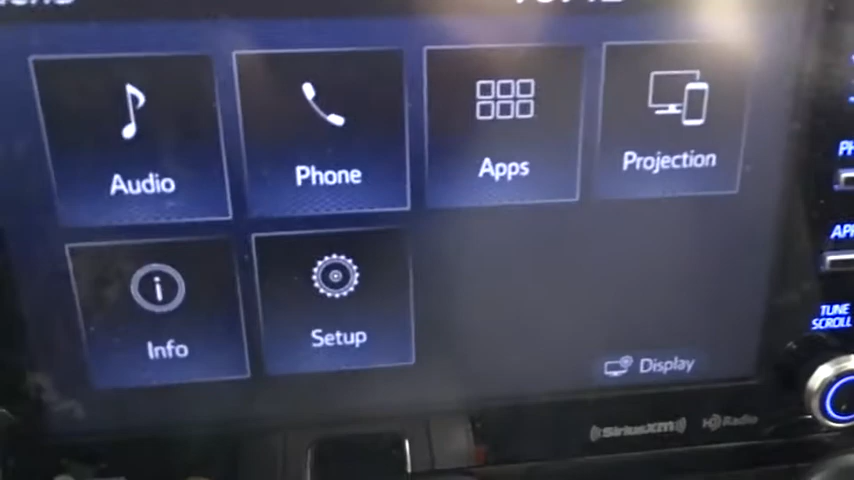 Audio
Phone
Apps
Projection
Info
Setup
Display
TUNE
SCROLL
SiriusXM
HD Radio